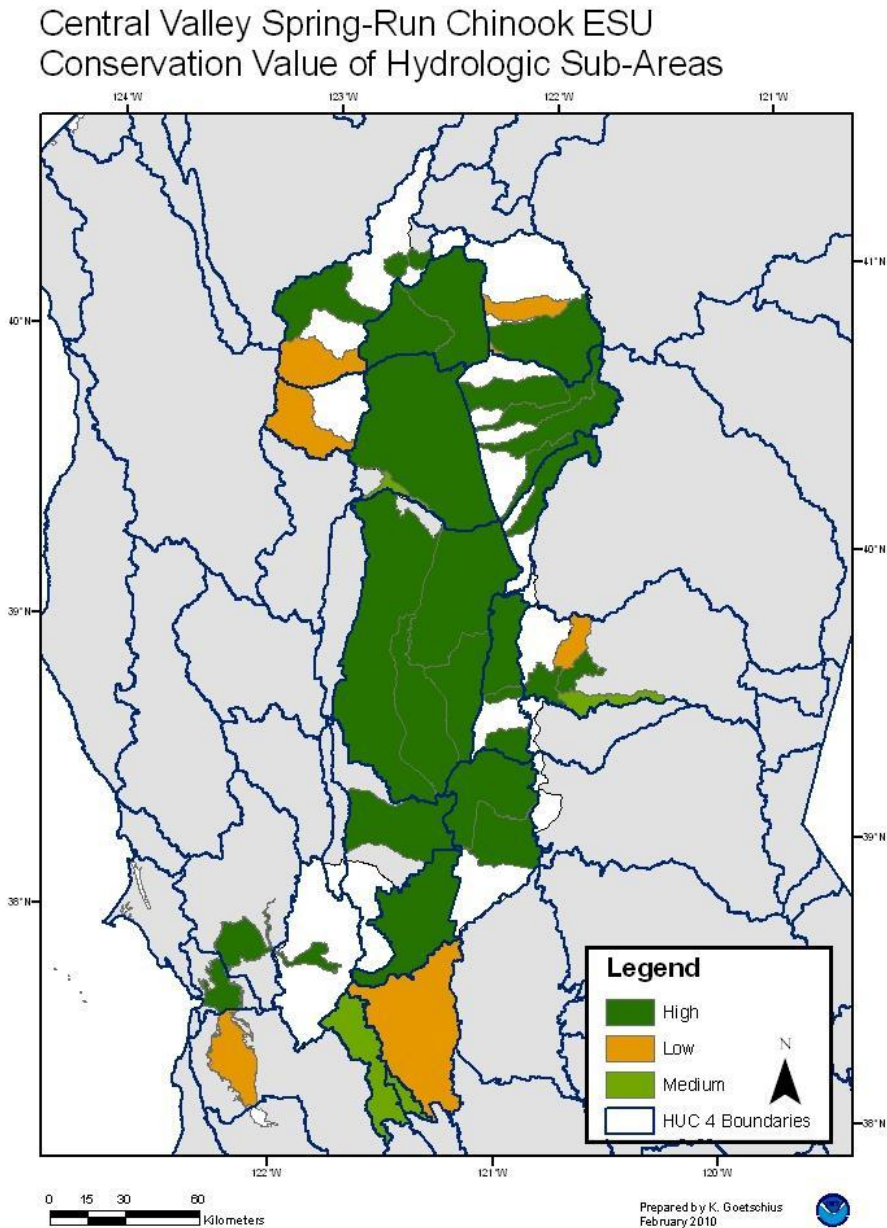 Central Valley Spring-Run Chinook ESU
Conservation Value of Hydrologic Sub-Areas
124°W 123°W 122°W 121°W
41°N
40°N
40°N
39°N
39°N
38°N
38°N
Legend
High
Low
Medium
HUC 4 Boundaries
N
122°W 121°W 120°W
0 15 30 60
Kilometers
Prepared by K. Goetschius
February 2010